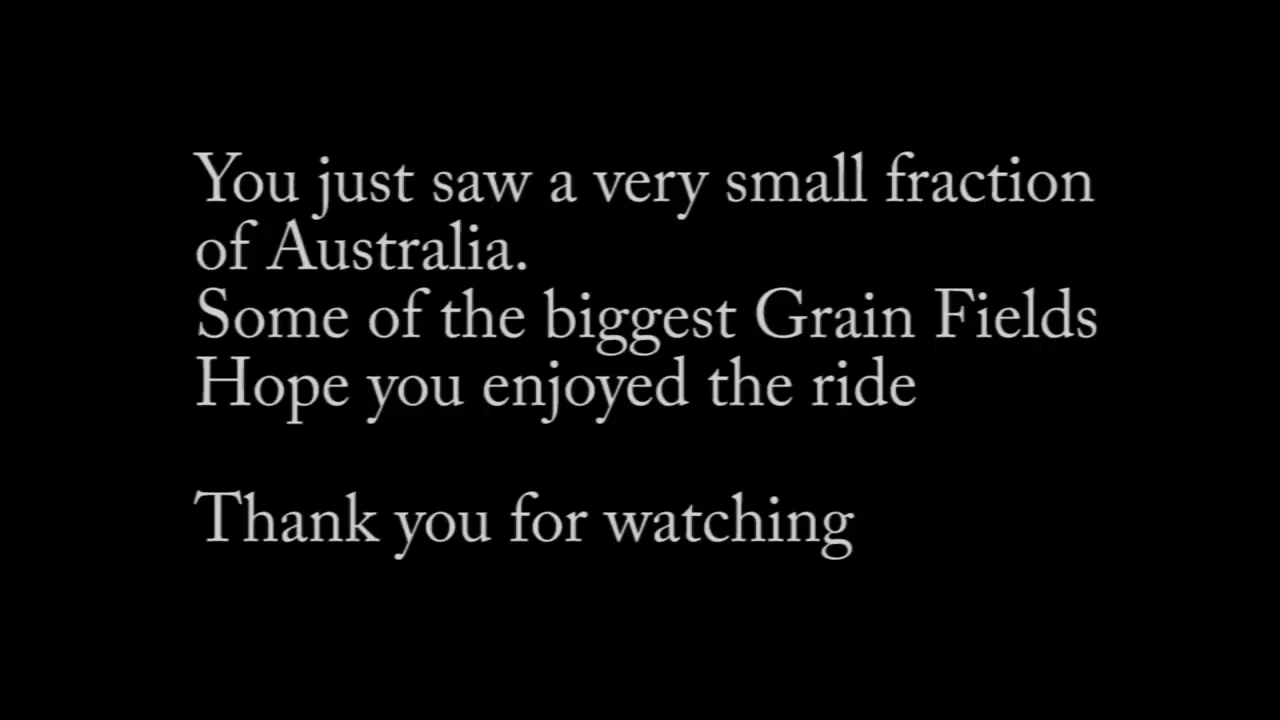 You just saw a very small fraction
of Australia.
Some of the biggest Grain Fields
Hope you enjoyed the ride
Thank you for watching